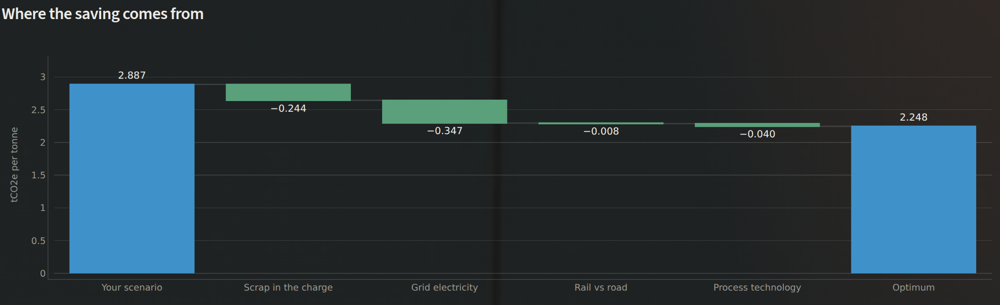 Where the saving comes from
2.887
3
−0.244
2.5
2.248
−0.347
−0.008
−0.040
2
1.5
1
0.5
0
tCO2e per tonne
Your scenario
Scrap in the charge
Grid electricity
Rail vs road
Process technology
Optimum